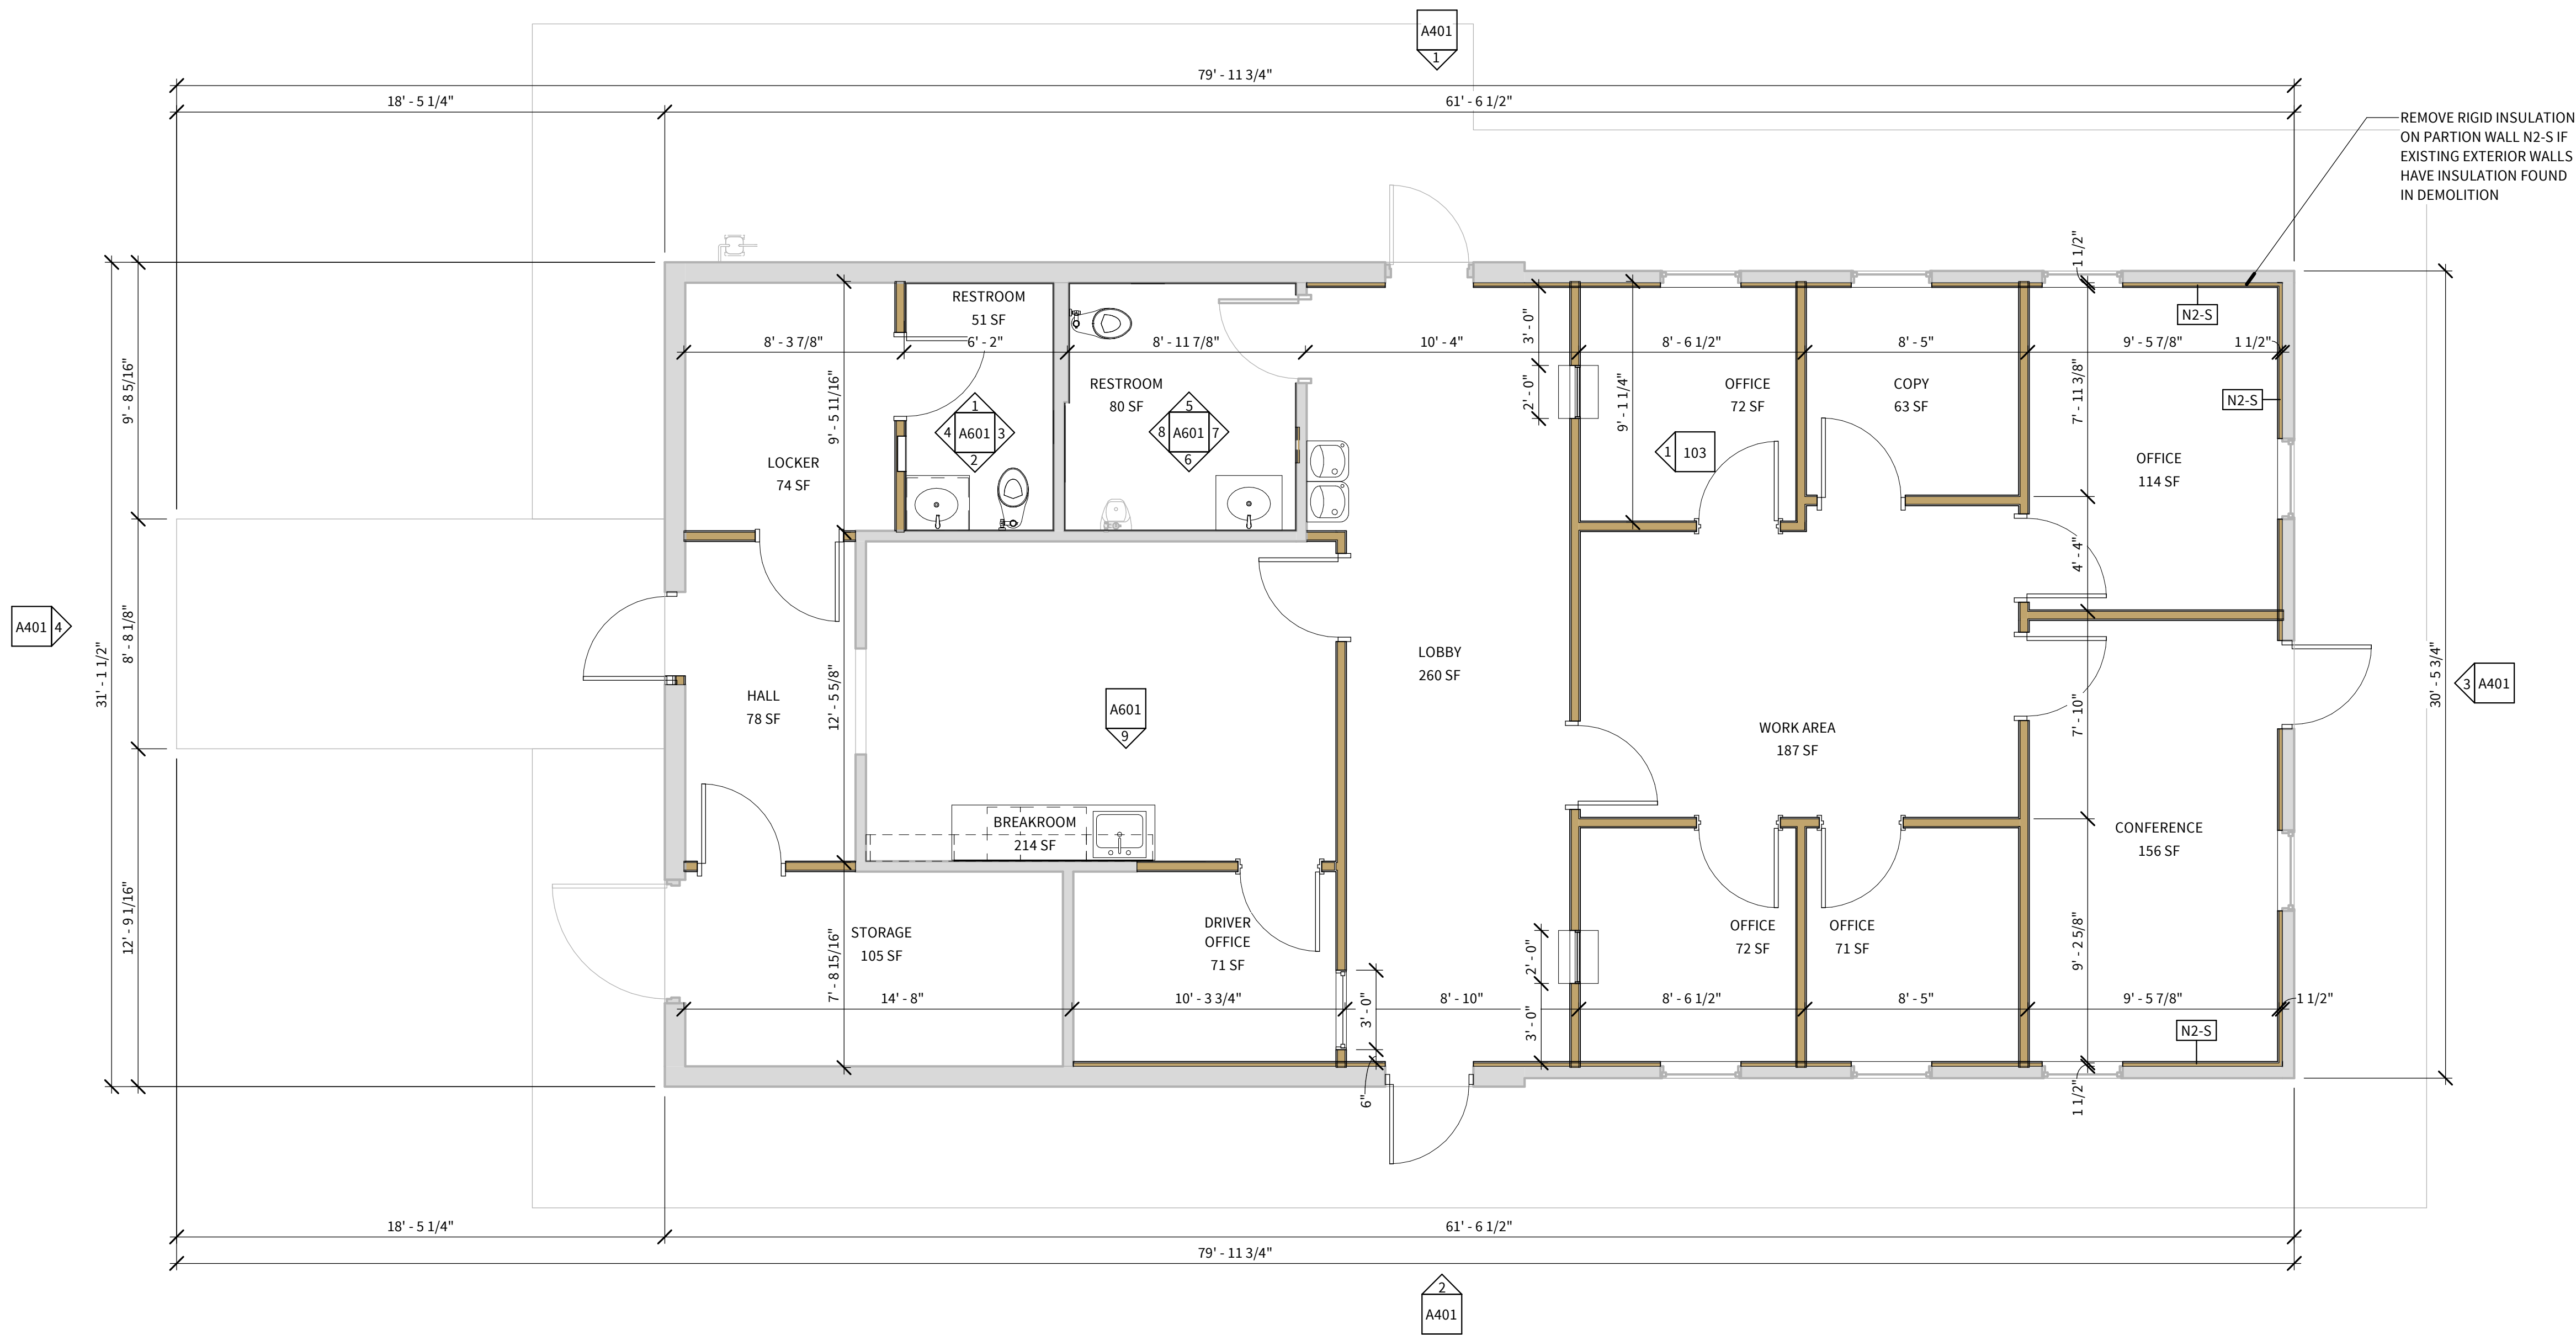 A401
1
79' - 11 3/4"
18' - 5 1/4"
61' - 6 1/2"
REMOVE RIGID INSULATION
ON PARTION WALL N2-S IF
EXISTING EXTERIOR WALLS
HAVE INSULATION FOUND
IN DEMOLITION
1 1/2"
RESTROOM
51 SF
N2-S
8' - 3 7/8"
6' - 2"
8' - 11 7/8"
10' - 4"
3' - 0"
8' - 6 1/2"
8' - 5"
9' - 5 7/8"
1 1/2"
9' - 8 5/16"
9' - 5 11/16"
RESTROOM
80 SF
2' - 0"
9' - 1 1/4"
OFFICE
72 SF
COPY
63 SF
7' - 11 3/8"
N2-S
1
4 A601 3
2
5
8 A601 7
6
1 103
LOCKER
74 SF
OFFICE
114 SF
4' - 4"
A401 4
31' - 1 1/2"
8' - 8 1/8"
HALL
78 SF
12' - 5 5/8"
A601
9
LOBBY
260 SF
WORK AREA
187 SF
7' - 10"
30' - 5 3/4"
3 A401
BREAKROOM
214 SF
CONFERENCE
156 SF
12' - 9 1/16"
STORAGE
105 SF
7' - 8 15/16"
DRIVER
OFFICE
71 SF
2' - 0"
OFFICE
72 SF
OFFICE
71 SF
9' - 2 5/8"
14' - 8"
10' - 3 3/4"
3' - 0"
8' - 10"
3' - 0"
8' - 6 1/2"
8' - 5"
9' - 5 7/8"
1 1/2"
N2-S
6"
1 1/2"
18' - 5 1/4"
61' - 6 1/2"
79' - 11 3/4"
2
A401